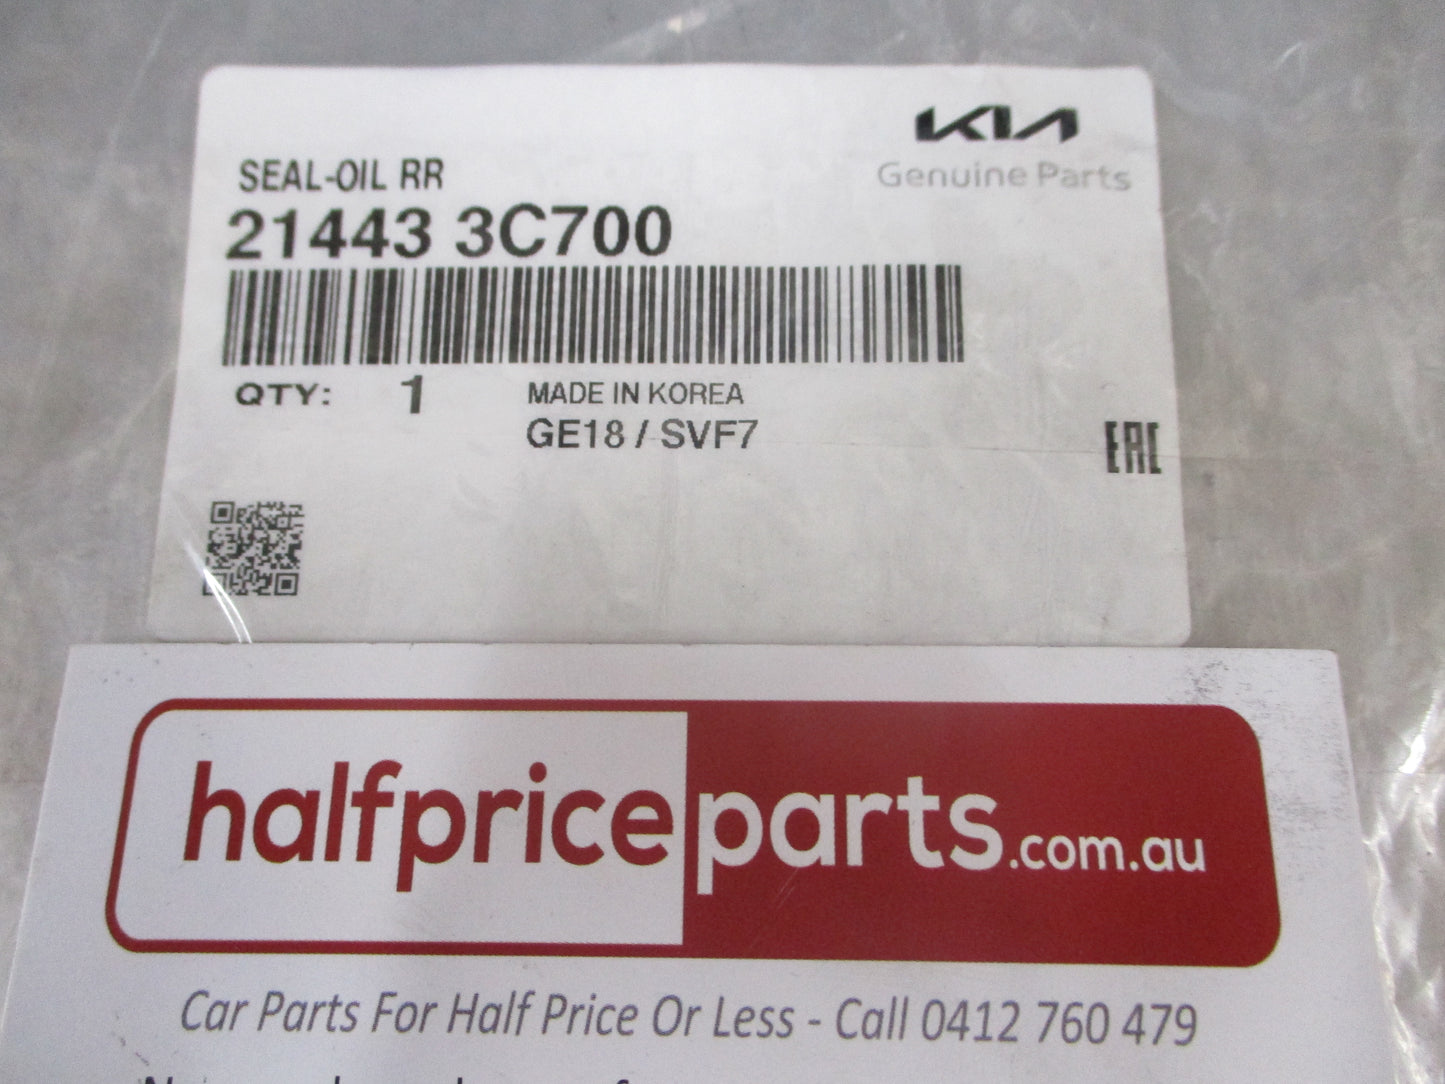 KIA
Genuine Parts
SEAL-OIL RR
21443 3C700
QTY: 1 MADE IN KOREA
GE18 / SVF7
EAC
halfpriceparts.com.au
Car Parts For Half Price Or Less - Call 0412 760 479